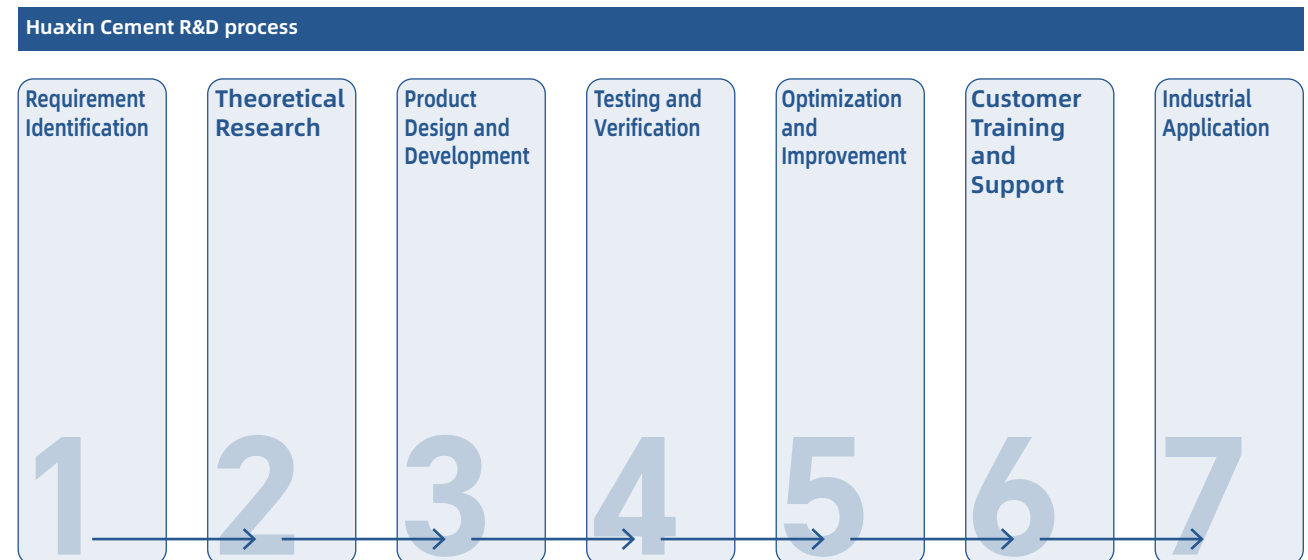 Huaxin Cement R&D process
Requirement
Identification
Theoretical
Research
Product
Design and
Development
Testing and
Verification
Optimization
and
Improvement
Customer
Training
and
Support
Industrial
Application
1
2
3
4
5
6
7